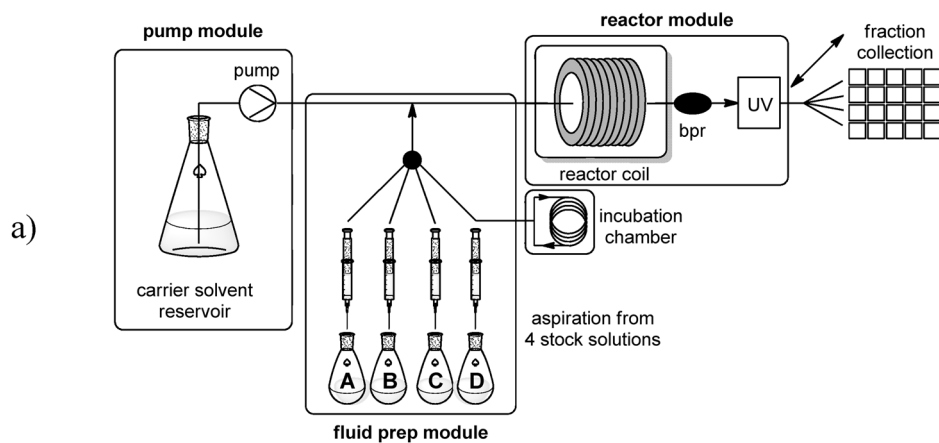 a)
pump module
pump
carrier solvent
reservoir
A B C D
fluid prep module
aspiration from
4 stock solutions
incubation
chamber
reactor module
reactor coil
bpr
UV
fraction
collection